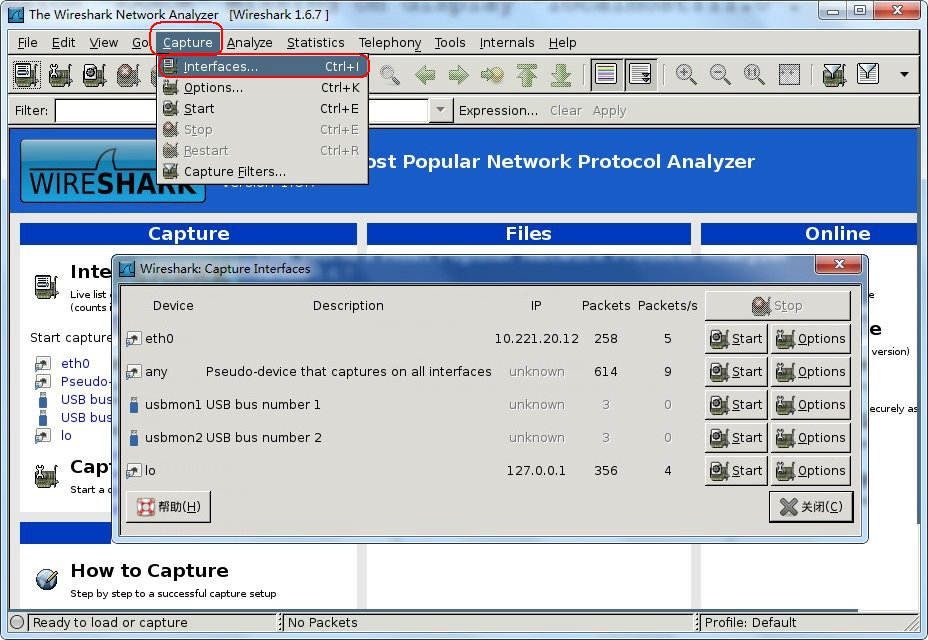 The Wireshark Network Analyzer [Wireshark 1.6.7 ]
File Edit View Go Capture Analyze Statistics Telephony Tools Internals Help
Interfaces... Ctrl+I
Options... Ctrl+K
Start Ctrl+E
Stop Ctrl+E
Restart Ctrl+R
Capture Filters...
Filter: Expression... Clear Apply
WIRESHARK
ost Popular Network Protocol Analyzer
Capture Files Online
Inte
Live list
(counts i
Start capture
eth0
Pseudo-
USB bus
USB bus
lo
Cap
Start a c
e
version)
ecurely as
Wireshark: Capture Interfaces
Device Description IP Packets Packets/s Stop
eth0 10.221.20.12 258 5 Start Options
any Pseudo-device that captures on all interfaces unknown 614 9 Start Options
usbmon1 USB bus number 1 unknown 3 0 Start Options
usbmon2 USB bus number 2 unknown 3 0 Start Options
lo 127.0.0.1 356 4 Start Options
帮助(H) 关闭(C)
How to Capture
Step by step to a successful capture setup
Ready to load or capture No Packets Profile: Default